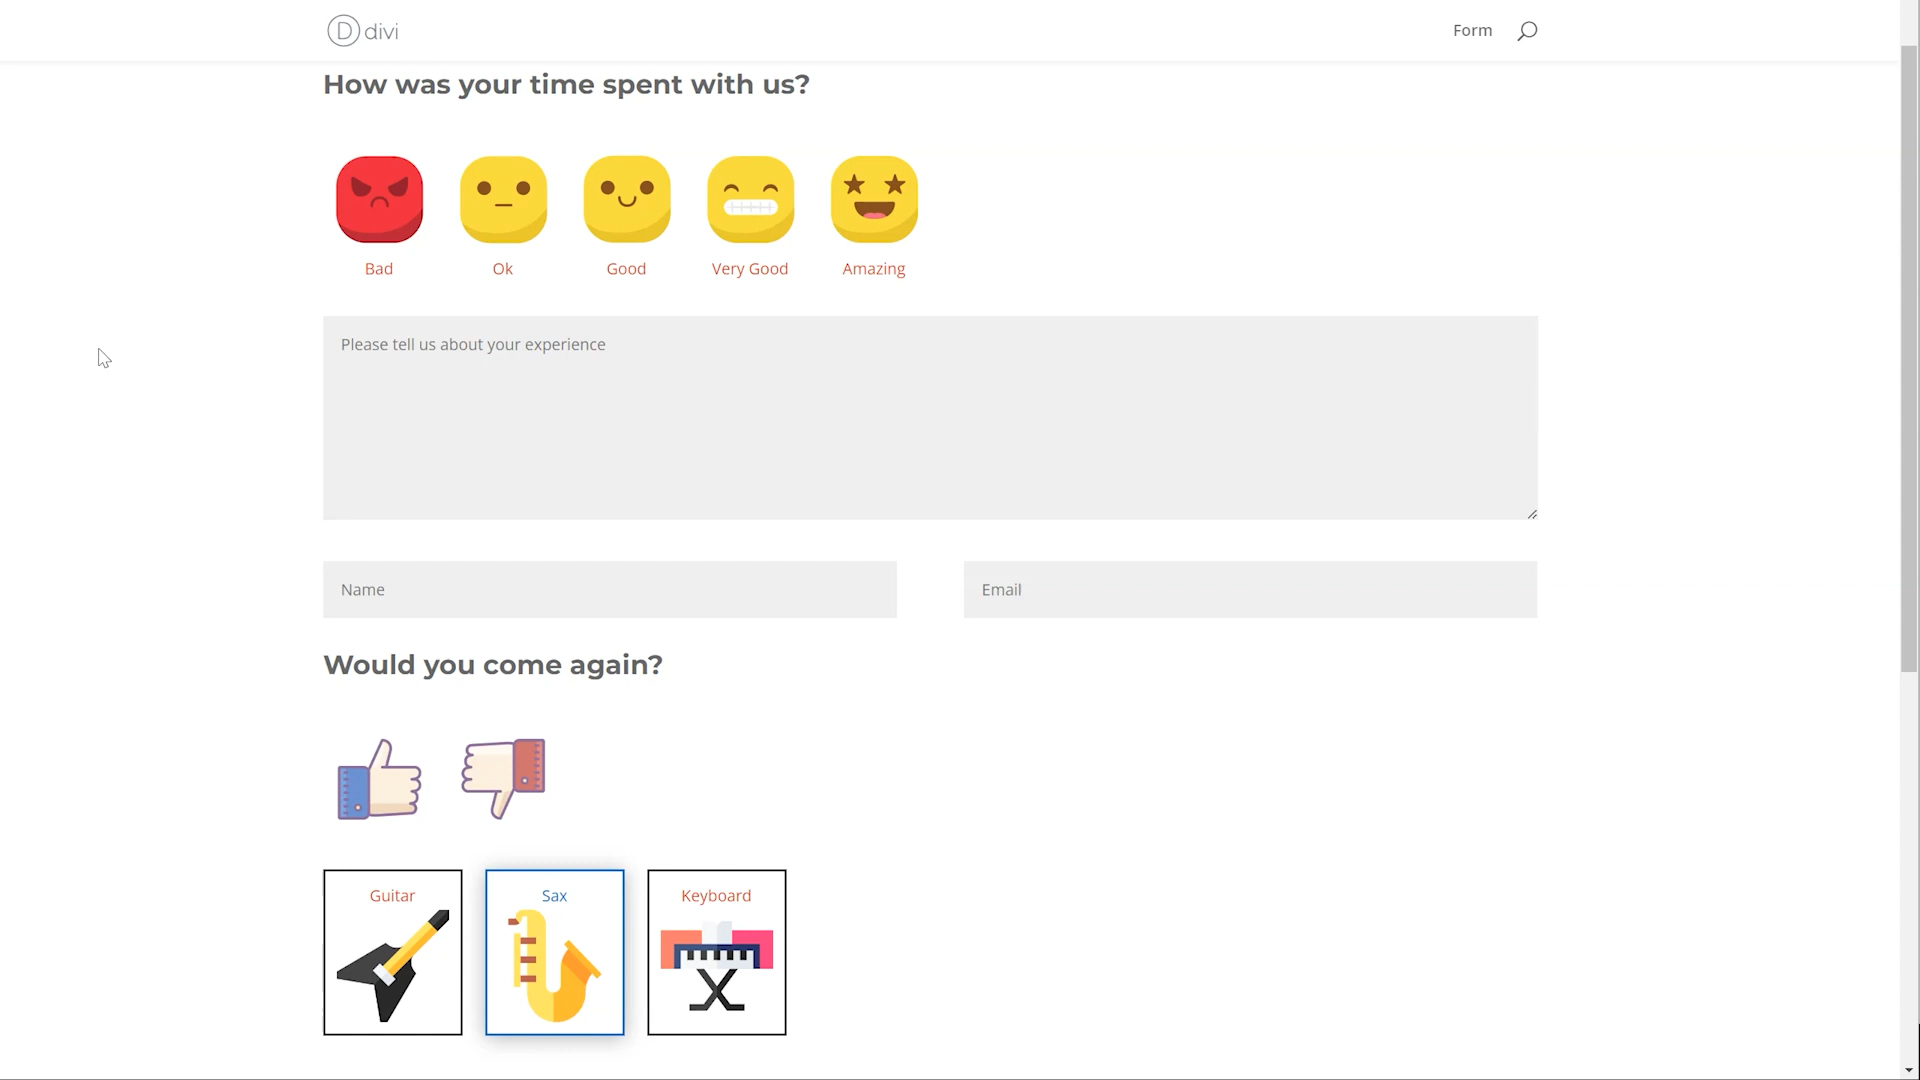 D divi
Form
How was your time spent with us?
Bad Ok Good Very Good Amazing
Please tell us about your experience
Name Email
Would you come again?
Guitar Sax Keyboard